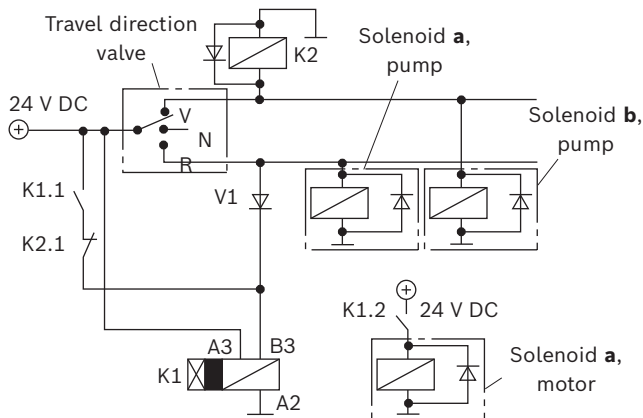 Travel direction
valve
K2
Solenoid a,
pump
24 V DC
V
N
R
Solenoid b,
pump
K1.1
V1
K2.1
K1.2
24 V DC
A3
B3
K1
A2
Solenoid a,
motor